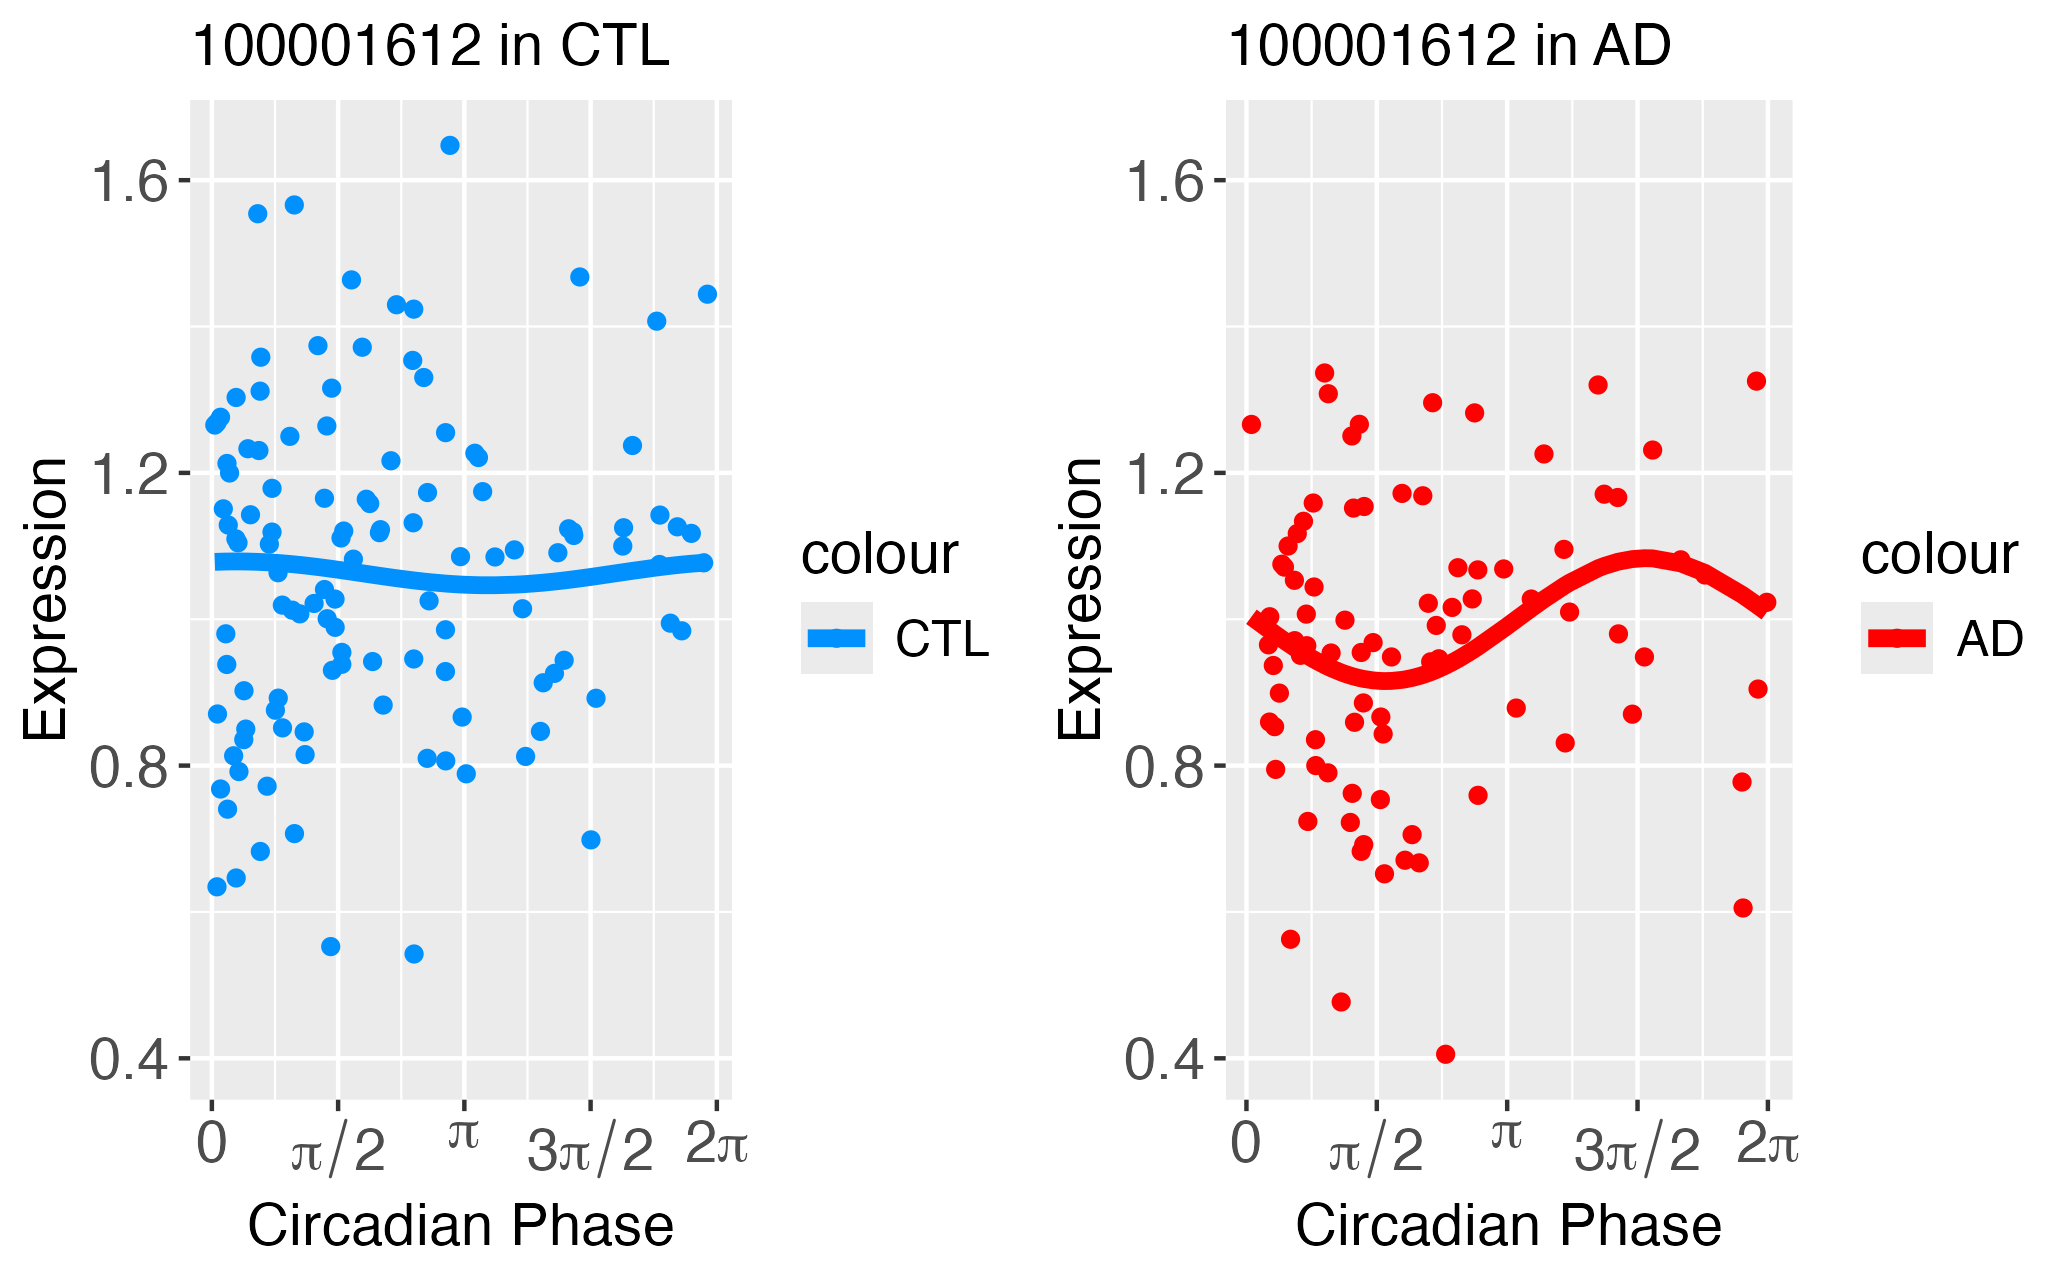 100001612 in CTL
Expression
1.6
1.2
0.8
0.4
0
π/2
π
3π/2
2π
Circadian Phase
colour
CTL
100001612 in AD
Expression
1.6
1.2
0.8
0.4
0
π/2
π
3π/2
2π
Circadian Phase
colour
AD